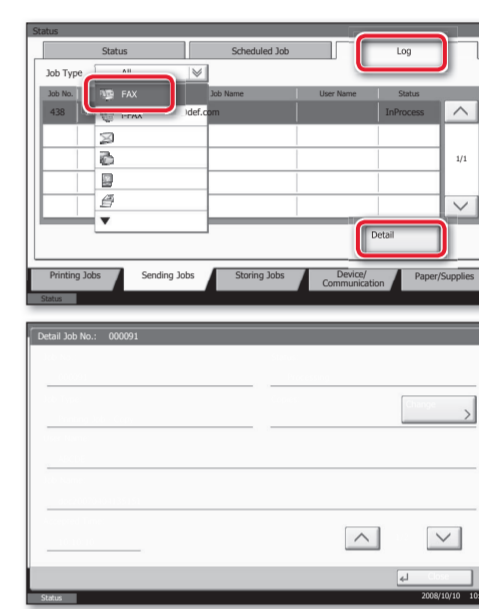 Status
Status Scheduled Job Log
Job Type All
Job No. Job Name User Name Status
FAX
438 i-FAX def.com InProcess
1/1
Detail
Printing Jobs Sending Jobs Storing Jobs Device/ Communication Paper/Supplies
Status
Detail Job No.: 000091
Change
Status 2008/10/10 10: